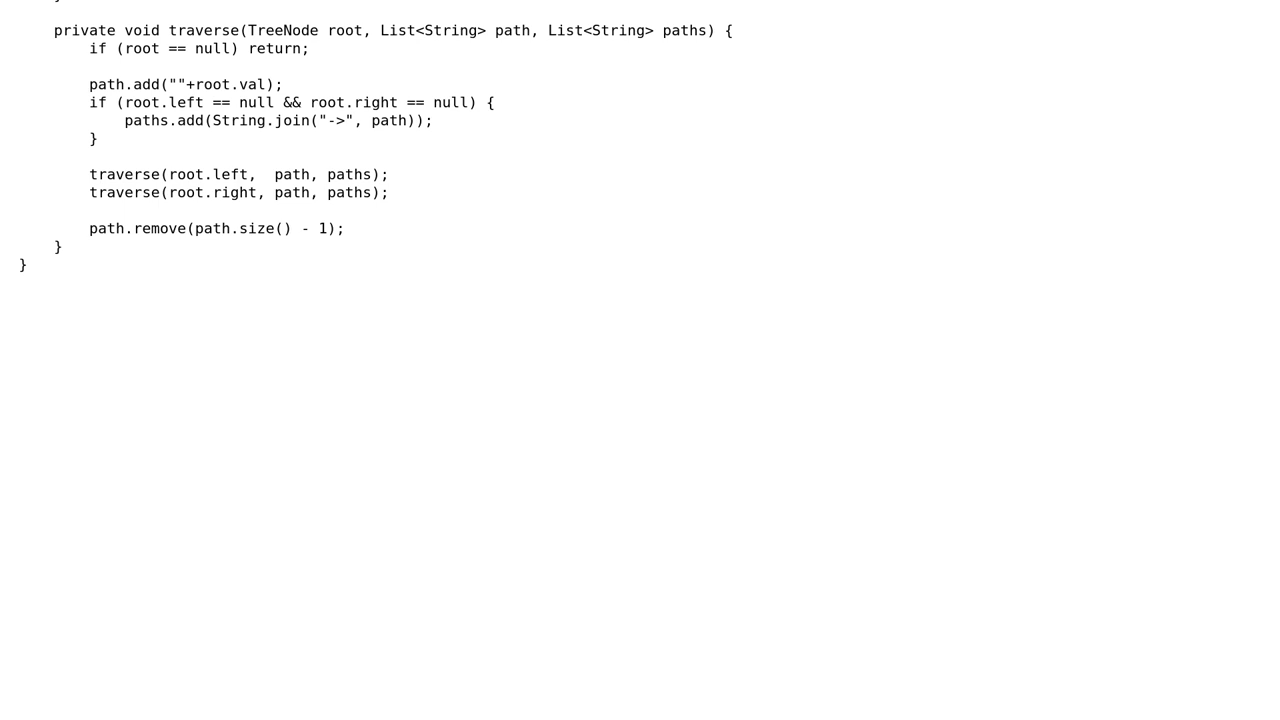 }
    private void traverse(TreeNode root, List<String> path, List<String> paths) {
        if (root == null) return;

        path.add(""+root.val);
        if (root.left == null && root.right == null) {
            paths.add(String.join("->", path));
        }

        traverse(root.left,  path, paths);
        traverse(root.right, path, paths);

        path.remove(path.size() - 1);
    }
}